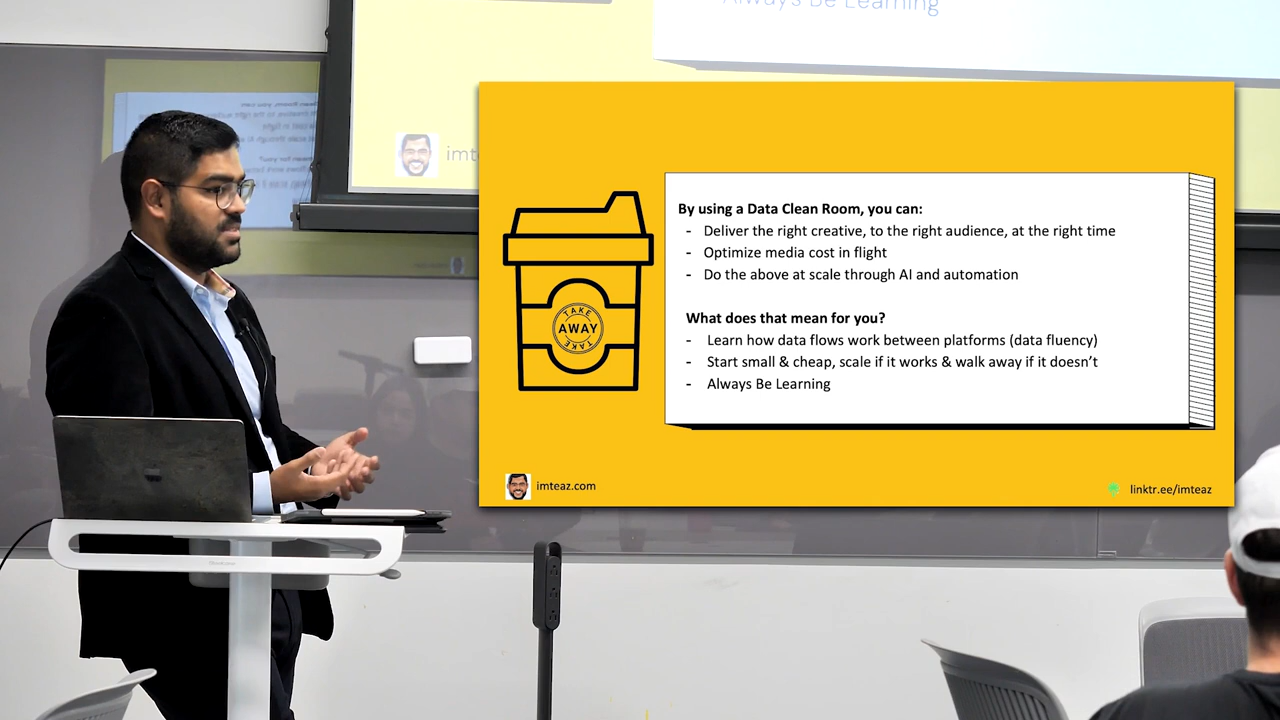 Always Be Learning
imt
TAKE
AWAY
TAKE
By using a Data Clean Room, you can:
- Deliver the right creative, to the right audience, at the right time
- Optimize media cost in flight
- Do the above at scale through AI and automation
What does that mean for you?
- Learn how data flows work between platforms (data fluency)
- Start small & cheap, scale if it works & walk away if it doesn’t
- Always Be Learning
imteaz.com
linktr.ee/imteaz